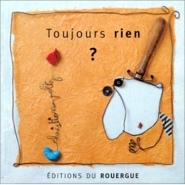 Toujours rien
?
christian voltz
ÉDITIONS DU ROUERGUE